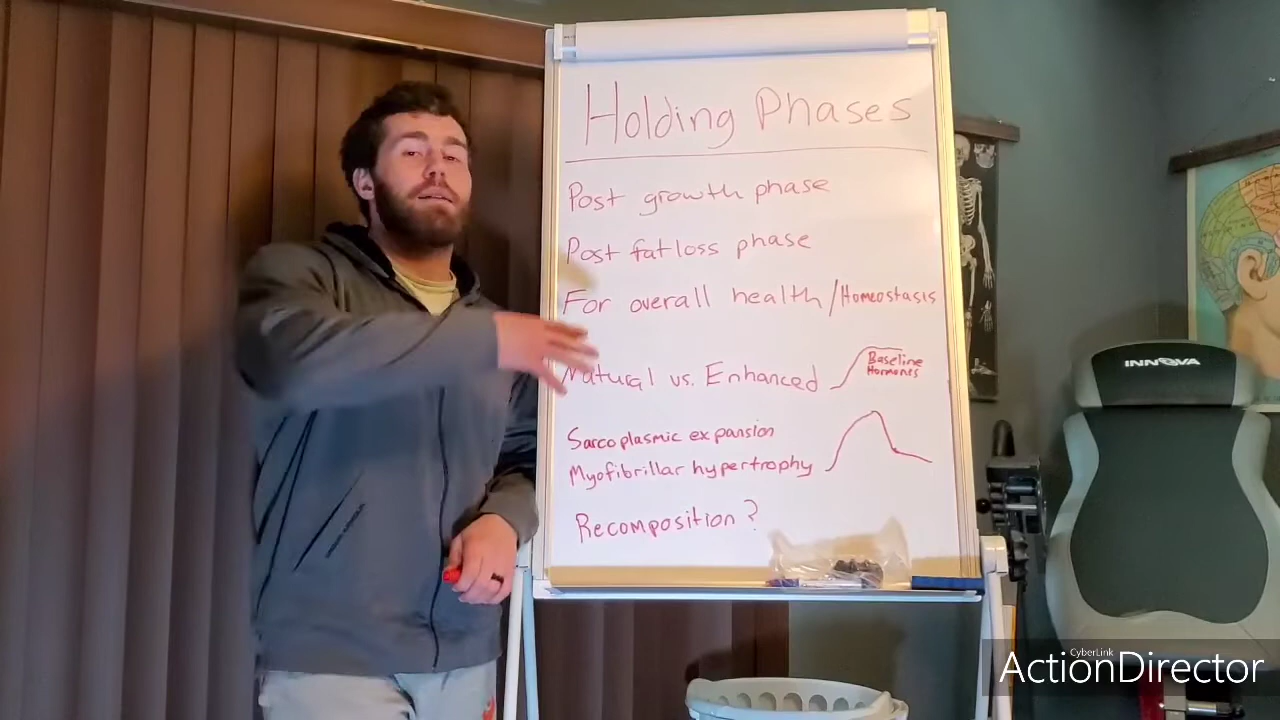 Holding Phases
Post growth phase
Post fat loss phase
For overall health/Homeostasis
Natural vs. Enhanced
Baseline
Hormones
Sarcoplasmic expansion
Myofibrillar hypertrophy
Recomposition?
INNOVA
CyberLink
ActionDirector